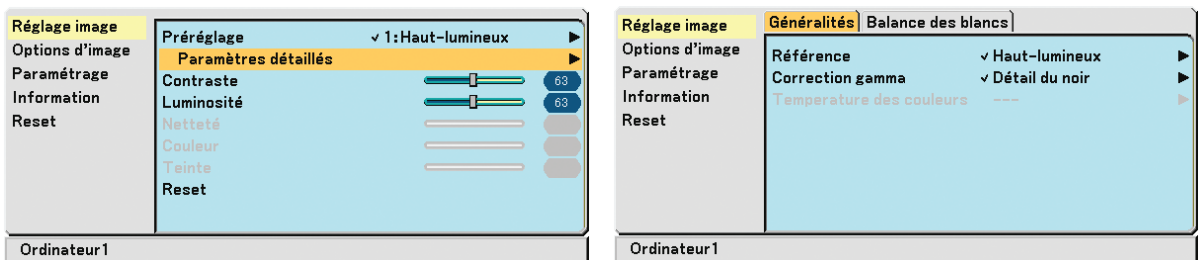 Réglage image
Options d'image
Paramétrage
Information
Reset
Préréglage ✓ 1:Haut-lumineux
Paramètres détaillés
Contraste 63
Luminosité 63
Netteté
Couleur
Teinte
Reset
Ordinateur1
Réglage image
Options d'image
Paramétrage
Information
Reset
Généralités Balance des blancs
Référence ✓ Haut-lumineux
Correction gamma ✓ Détail du noir
Temperature des couleurs ---
Ordinateur1